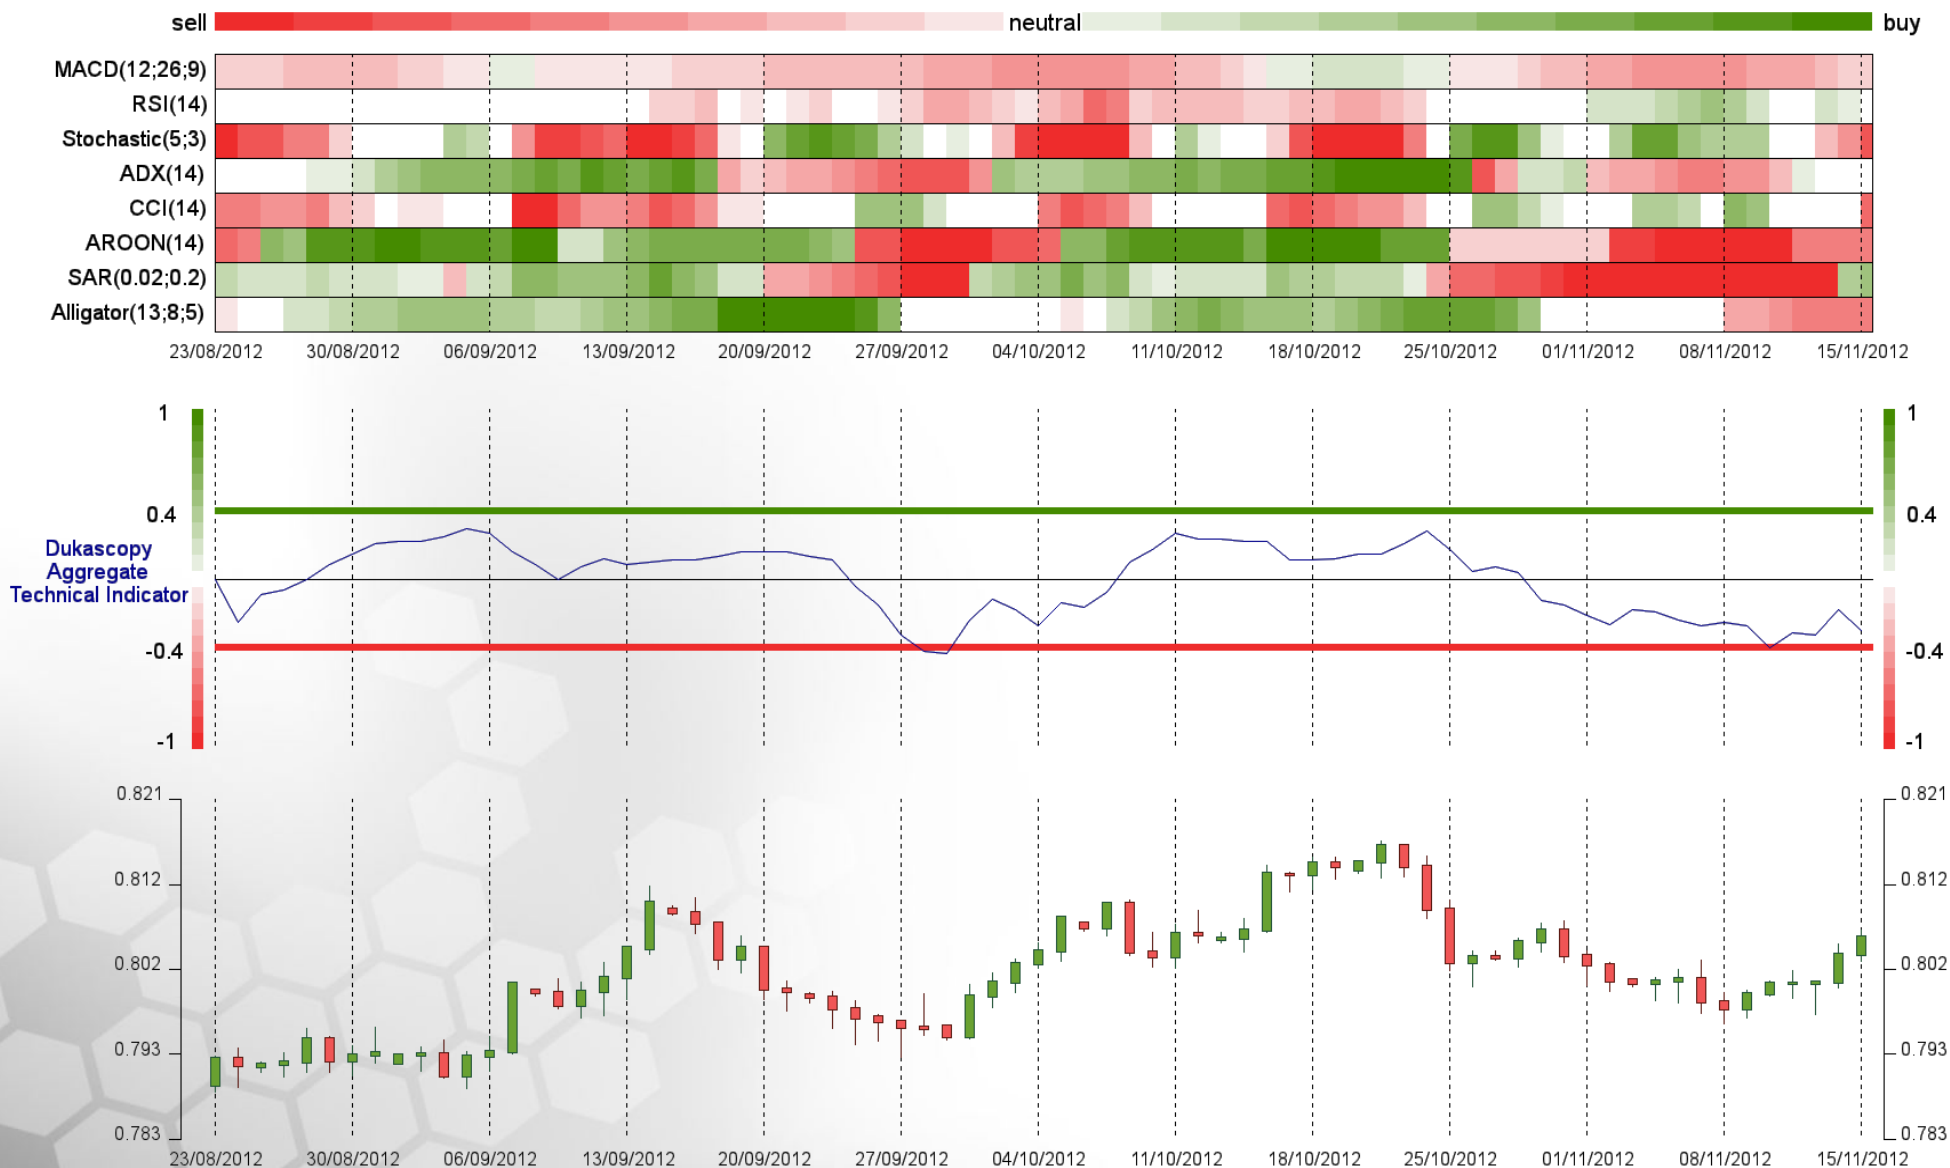 sell neutral buy
MACD(12;26;9)
RSI(14)
Stochastic(5;3)
ADX(14)
CCI(14)
AROON(14)
SAR(0.02;0.2)
Alligator(13;8;5)
23/08/2012 30/08/2012 06/09/2012 13/09/2012 20/09/2012 27/09/2012 04/10/2012 11/10/2012 18/10/2012 25/10/2012 01/11/2012 08/11/2012 15/11/2012
1 1
0.4 0.4
Dukascopy
Aggregate
Technical Indicator
-0.4 -0.4
-1 -1
0.821 0.821
0.812 0.812
0.802 0.802
0.793 0.793
0.783 0.783
23/08/2012 30/08/2012 06/09/2012 13/09/2012 20/09/2012 27/09/2012 04/10/2012 11/10/2012 18/10/2012 25/10/2012 01/11/2012 08/11/2012 15/11/2012